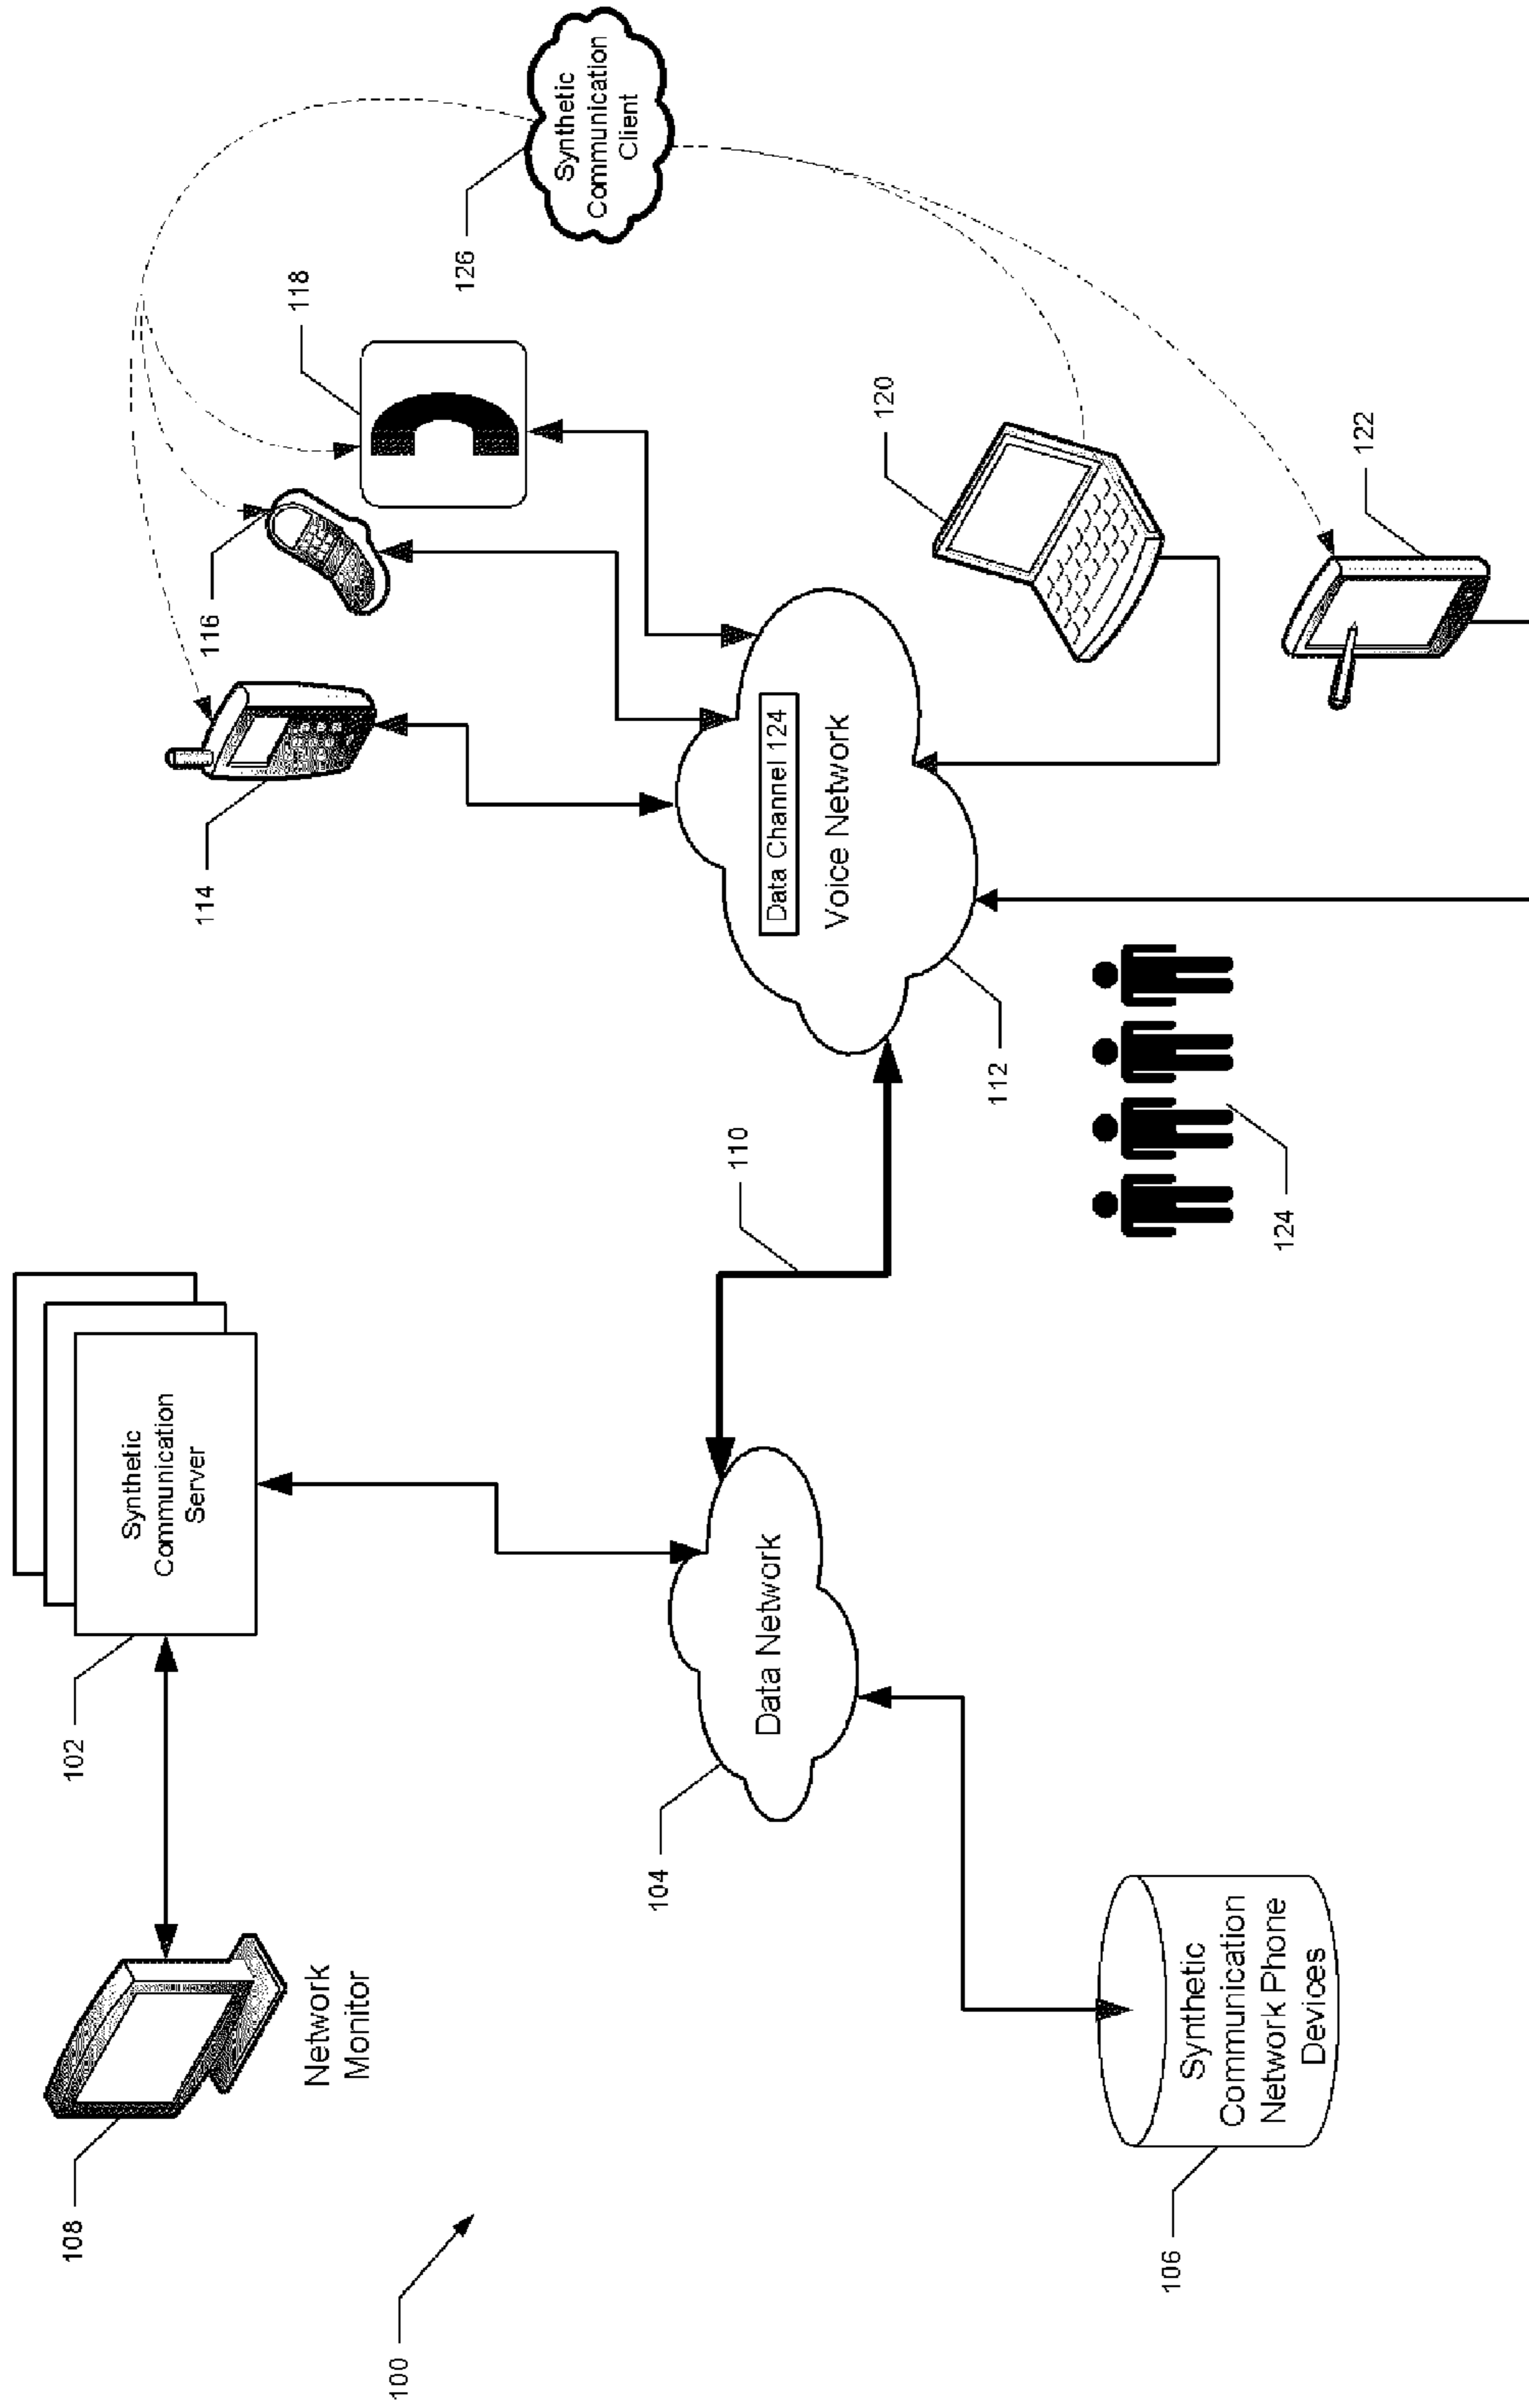 100
108
Network
Monitor
102
Synthetic
Communication
Server
104
Data Network
106
Synthetic
Communication
Network Phone
Devices
110
112
Data Channel 124
Voice Network
124
114
116
118
120
122
126
Synthetic
Communication
Client